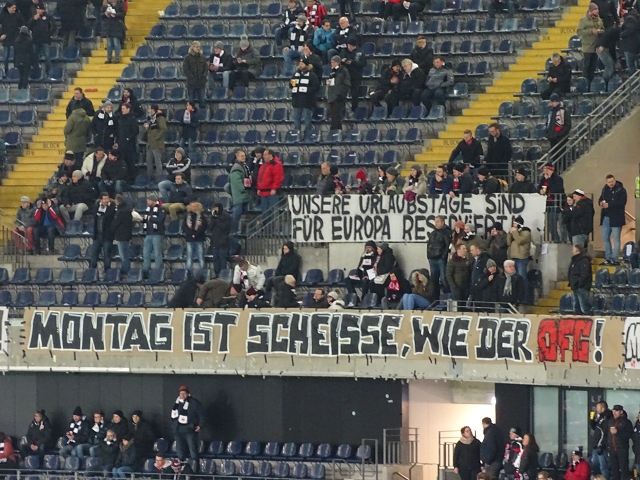 UNSERE URLAUBSTAGE SIND
FÜR EUROPA RESERVIERT!
MONTAG IST SCHEISSE, WIE DER OFC!